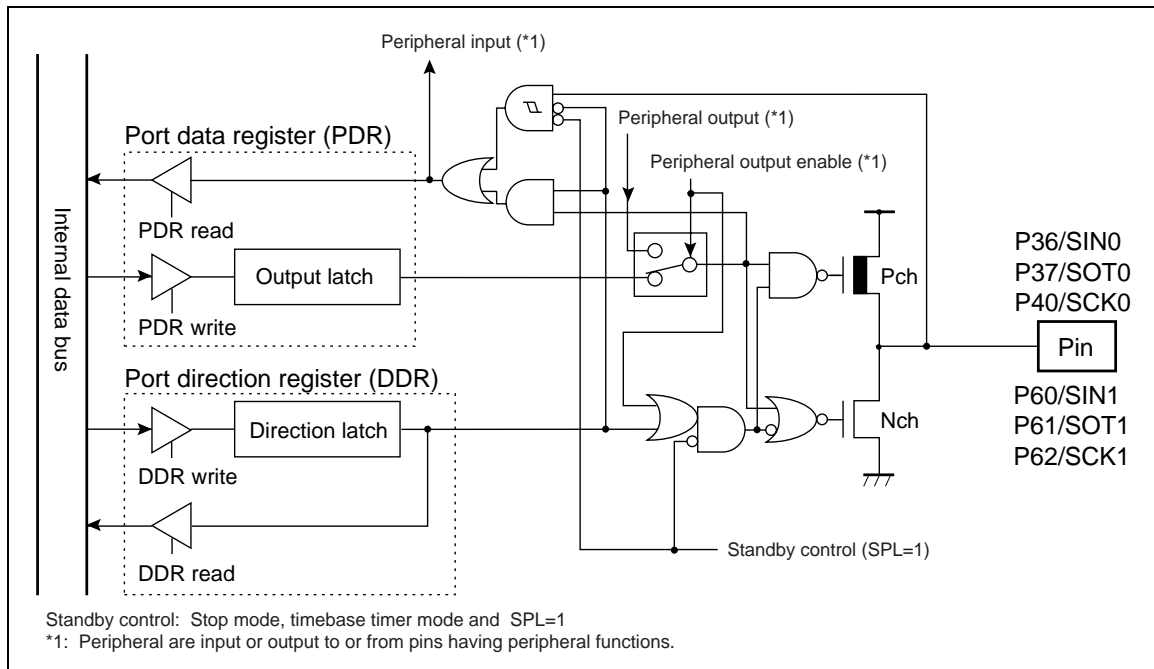 Peripheral input (*1)
Port data register (PDR)
Peripheral output (*1)
Peripheral output enable (*1)
Internal data bus
PDR read
Output latch
PDR write
Pch
P36/SIN0
P37/SOT0
P40/SCK0
Pin
Port direction register (DDR)
Direction latch
DDR write
Nch
P60/SIN1
P61/SOT1
P62/SCK1
Standby control (SPL=1)
DDR read
Standby control:  Stop mode, timebase timer mode and  SPL=1
*1:  Peripheral are input or output to or from pins having peripheral functions.